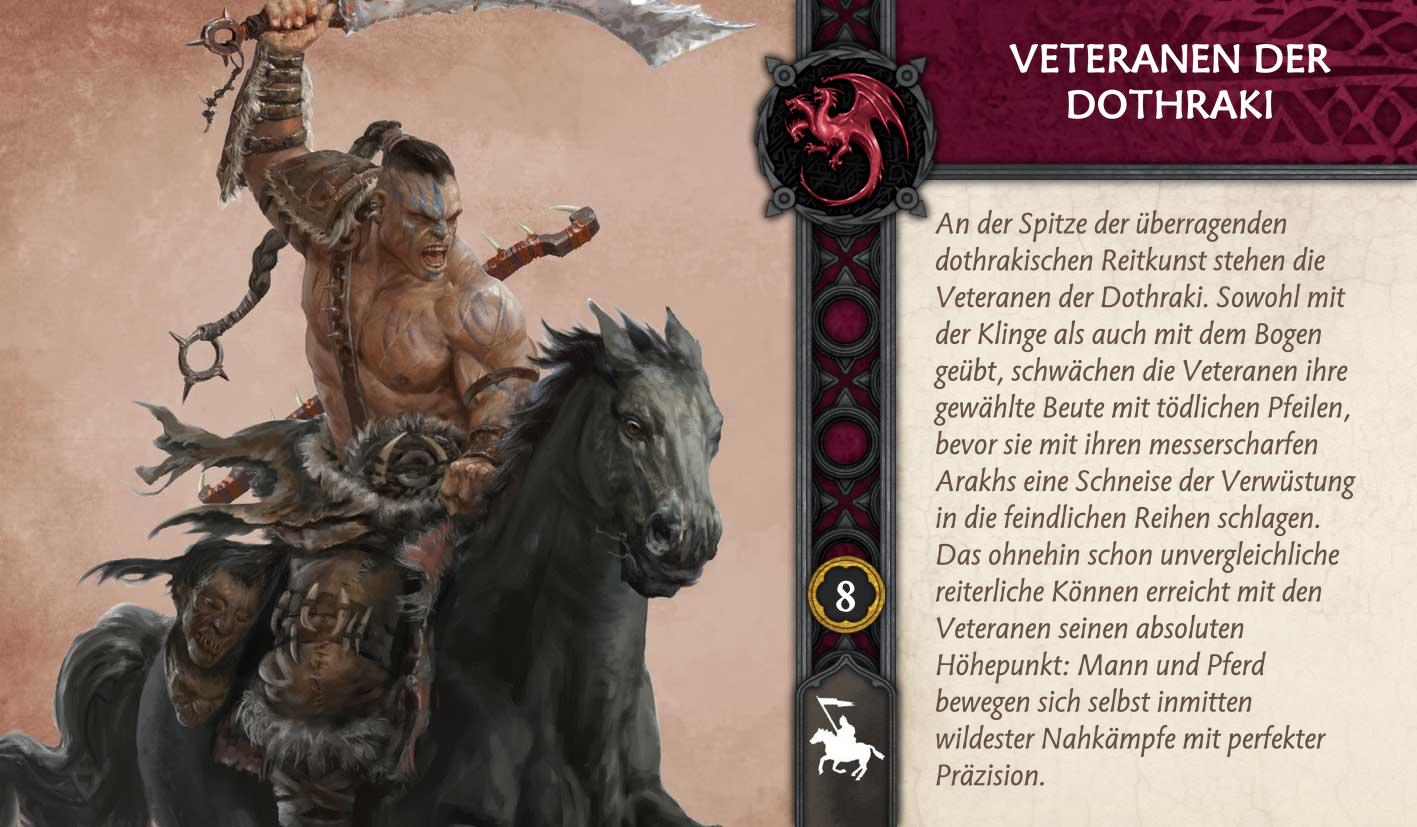 VETERANEN DER
DOTHRAKI
An der Spitze der überragenden
dothrakischen Reitkunst stehen die
Veteranen der Dothraki. Sowohl mit
der Klinge als auch mit dem Bogen
geübt, schwächen die Veteranen ihre
gewählte Beute mit tödlichen Pfeilen,
bevor sie mit ihren messerscharfen
Arakhs eine Schneise der Verwüstung
in die feindlichen Reihen schlagen.
Das ohnehin schon unvergleichliche
reiterliche Können erreicht mit den
Veteranen seinen absoluten
Höhepunkt: Mann und Pferd
bewegen sich selbst inmitten
wildester Nahkämpfe mit perfekter
Präzision.
8